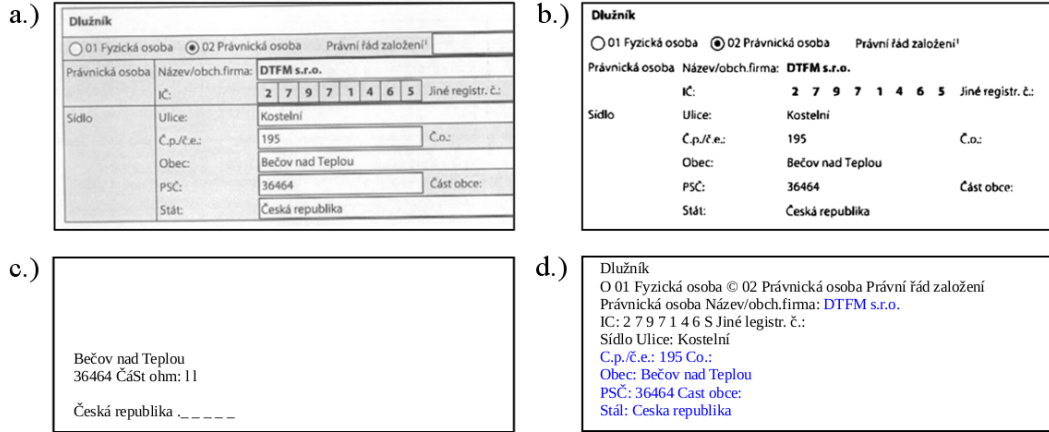 a.)
Dlužník
01 Fyzická osoba 02 Právnická osoba Právní řád založení¹
Právnická osoba Název/obch.firma: DTFM s.r.o.
IČ: 2 7 9 7 1 4 6 5 Jiné registr. č.:
Sídlo Ulice: Kostelní
Č.p./č.e.: 195 Č.o.:
Obec: Bečov nad Teplou
PSČ: 36464 Část obce:
Stát: Česká republika
b.)
Dlužník
01 Fyzická osoba 02 Právnická osoba Právní řád založení¹
Právnická osoba Název/obch.firma: DTFM s.r.o.
IČ: 2 7 9 7 1 4 6 5 Jiné registr. č.:
Sídlo Ulice: Kostelní
Č.p./č.e.: 195 Č.o.:
Obec: Bečov nad Teplou
PSČ: 36464 Část obce:
Stát: Česká republika
c.)
Bečov nad Teplou
36464 ČáSt ohm: l l
Česká republika ._ _ _ _ _
d.)
Dlužník
O 01 Fyzická osoba © 02 Právnická osoba Právní řád založení
Právnická osoba Název/obch.firma: DTFM s.r.o.
IC: 2 7 9 7 1 4 6 S Jiné legistr. č.:
Sídlo Ulice: Kostelní
C.p./č.e.: 195 Co.:
Obec: Bečov nad Teplou
PSČ: 36464 Cast obce:
Stál: Ceska republika